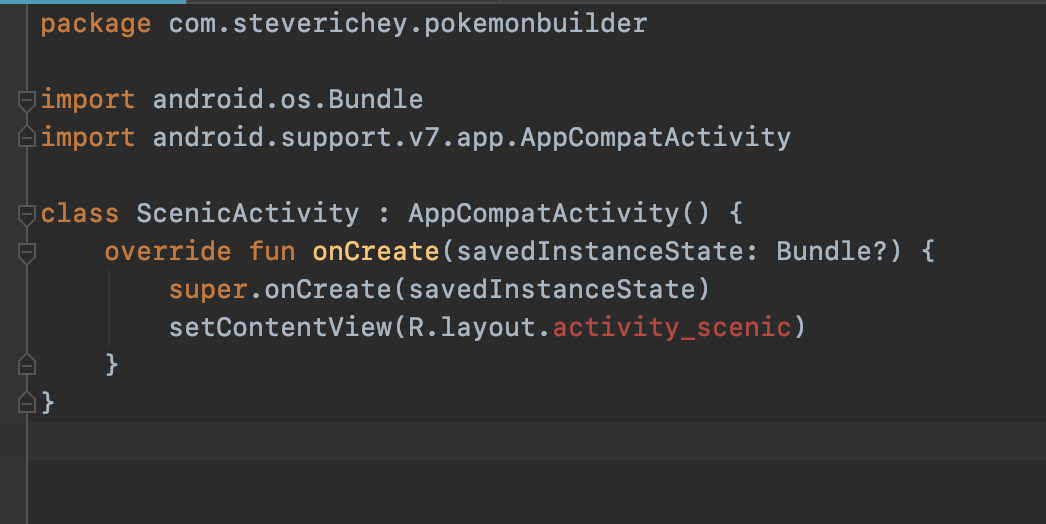 package com.steverichey.pokemonbuilder
import android.os.Bundle
import android.support.v7.app.AppCompatActivity
class ScenicActivity : AppCompatActivity() {
    override fun onCreate(savedInstanceState: Bundle?) {
        super.onCreate(savedInstanceState)
        setContentView(R.layout.activity_scenic)
    }
}